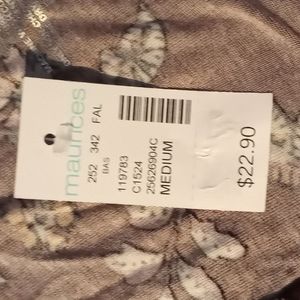 maurices
252 342 FAL
BAS
119783
C1524
25626904C
MEDIUM
$22.90